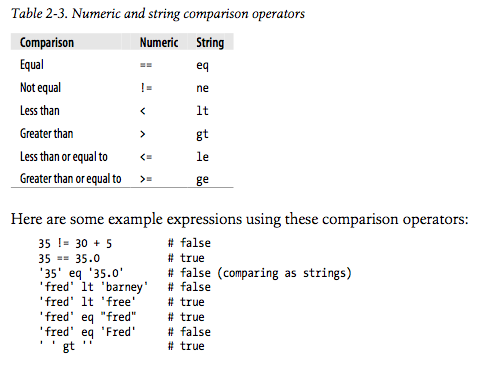 Table 2-3. Numeric and string comparison operators
Comparison Numeric String
Equal == eq
Not equal != ne
Less than < lt
Greater than > gt
Less than or equal to <= le
Greater than or equal to >= ge
Here are some example expressions using these comparison operators:
35 != 30 + 5 # false
35 == 35.0 # true
'35' eq '35.0' # false (comparing as strings)
'fred' lt 'barney' # false
'fred' lt 'free' # true
'fred' eq "fred" # true
'fred' eq 'Fred' # false
' ' gt '' # true